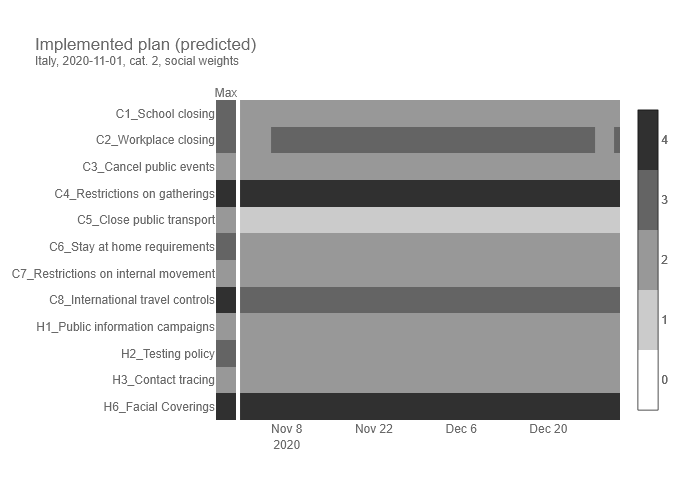 Implemented plan (predicted)
Italy, 2020-11-01, cat. 2, social weights
Max
C1_School closing
C2_Workplace closing
C3_Cancel public events
C4_Restrictions on gatherings
C5_Close public transport
C6_Stay at home requirements
C7_Restrictions on internal movement
C8_International travel controls
H1_Public information campaigns
H2_Testing policy
H3_Contact tracing
H6_Facial Coverings
Nov 8 Nov 22 Dec 6 Dec 20
2020
4
3
2
1
0